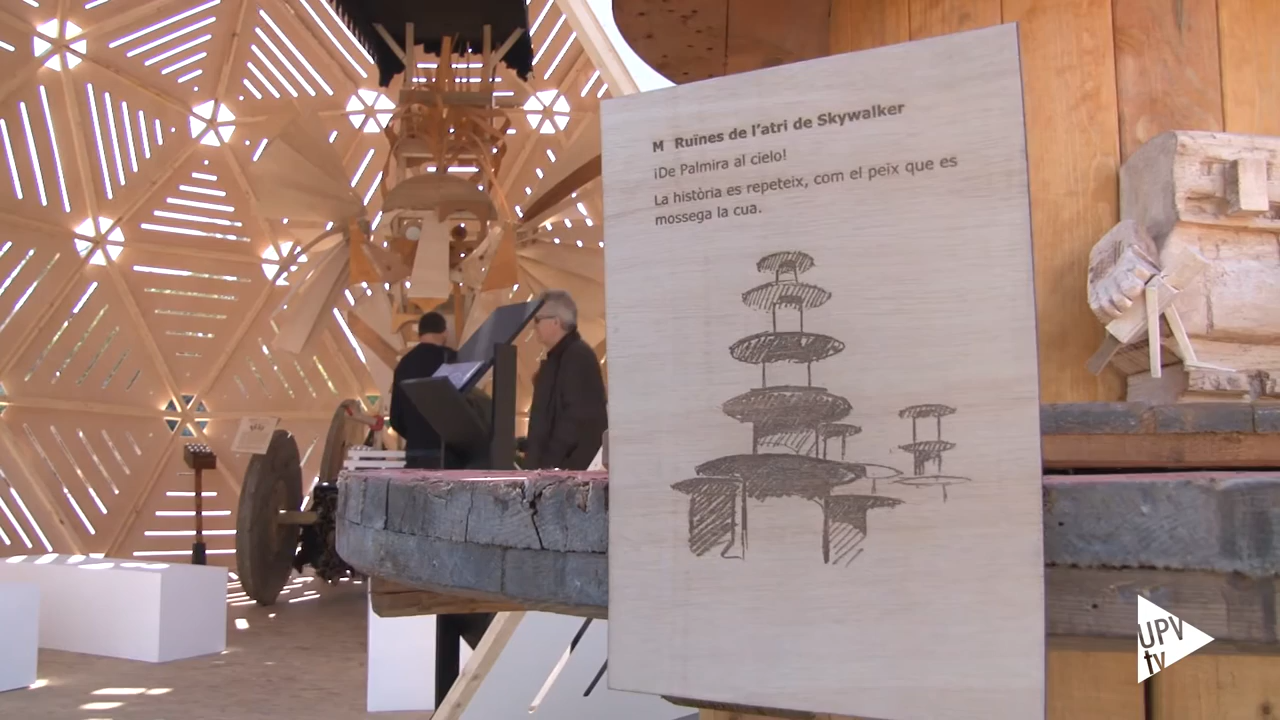 M Ruïnes de l'atri de Skywalker
¡De Palmira al cielo!
La història es repeteix, com el peix que es
mossega la cua.
UPV
tv